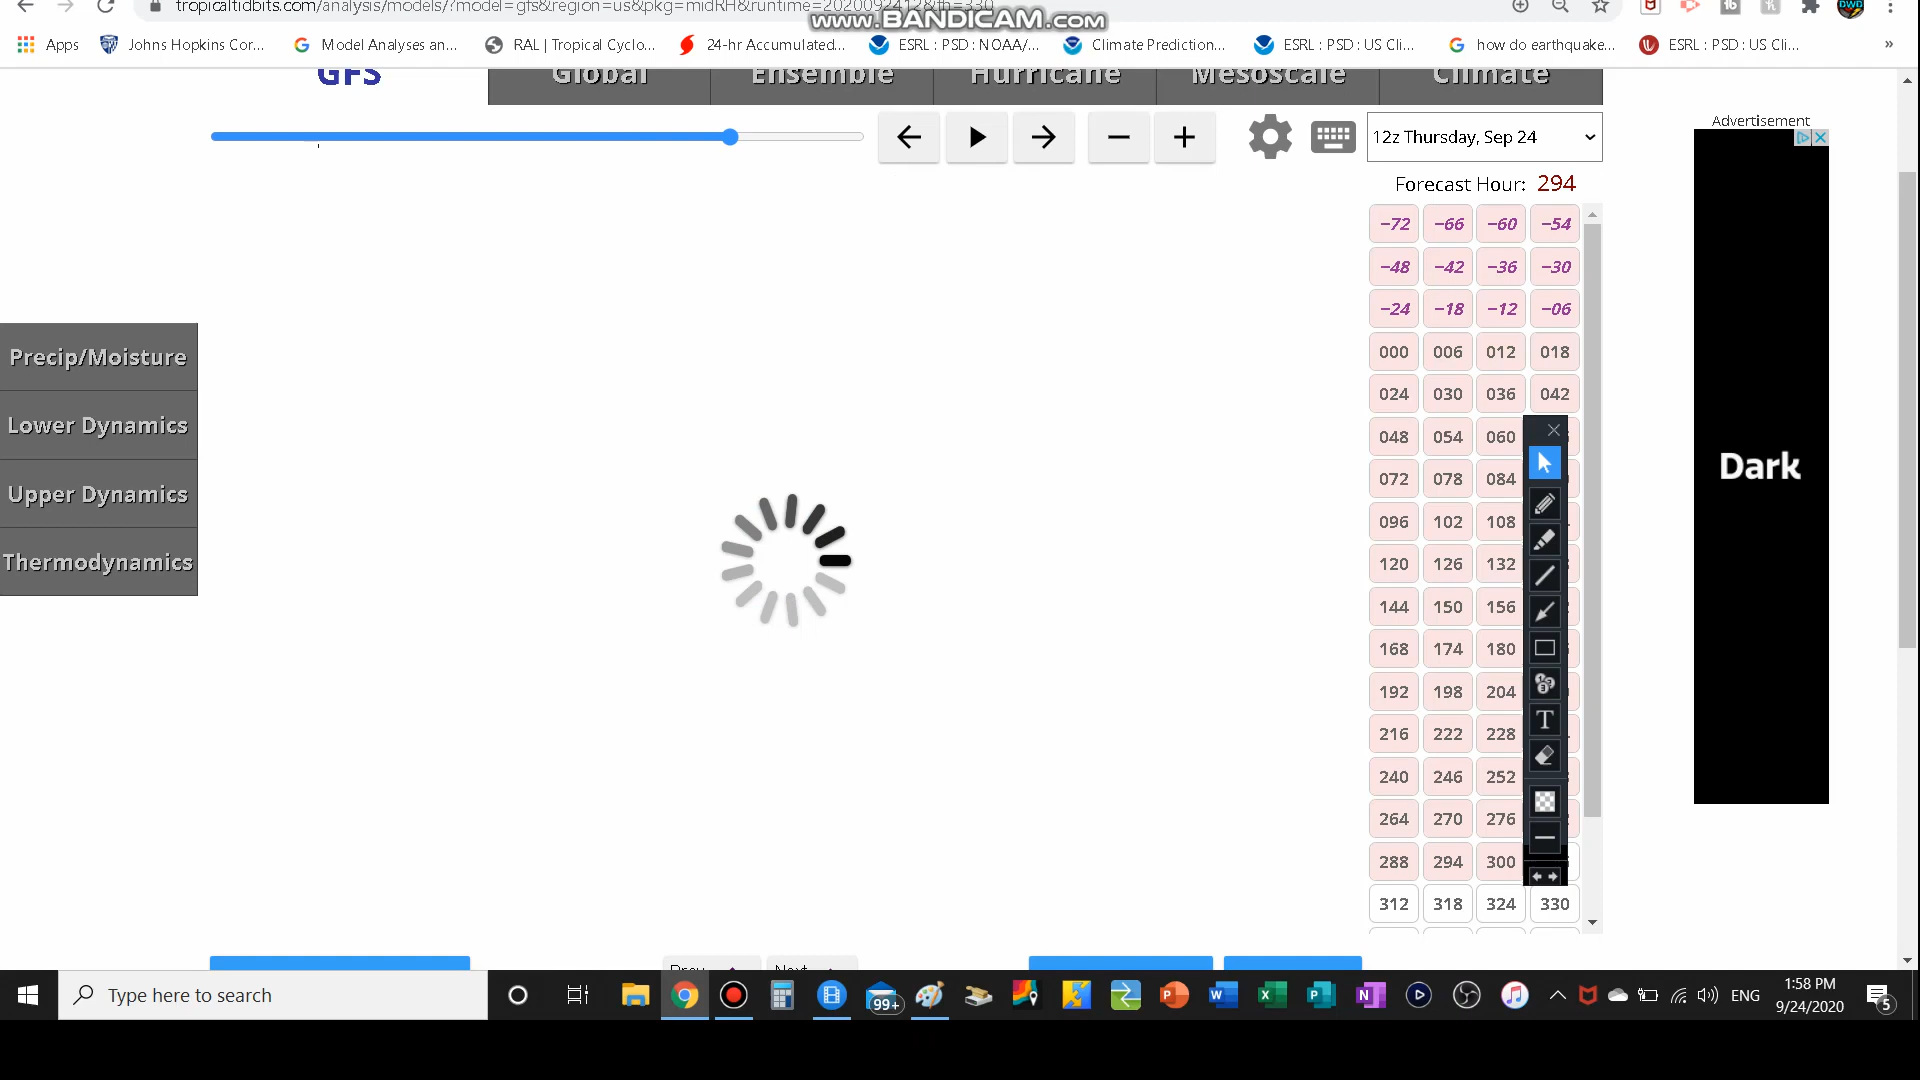 tropicaltidbits.com/analysis/models/?model=gfs&region=us&pkg=midRH&runtime=2020092412&fh=330
www.BANDICAM.com
Apps
Johns Hopkins Cor...
Model Analyses an...
RAL | Tropical Cyclo...
24-hr Accumulated...
ESRL : PSD : NOAA/...
Climate Prediction...
ESRL : PSD : US Cli...
how do earthquake...
ESRL : PSD : US Cli...
»
GFS
Global
Ensemble
Hurricane
Mesoscale
Climate
12z Thursday, Sep 24
Advertisement
Forecast Hour: 294
−72 −66 −60 −54
−48 −42 −36 −30
−24 −18 −12 −06
000 006 012 018
024 030 036 042
048 054 060
072 078 084
096 102 108
120 126 132
144 150 156
168 174 180
192 198 204
216 222 228
240 246 252
264 270 276
288 294 300
312 318 324 330
Precip/Moisture
Lower Dynamics
Upper Dynamics
Thermodynamics
Dark
T
Prev
Next
Type here to search
99+
ENG
1:58 PM
9/24/2020
5